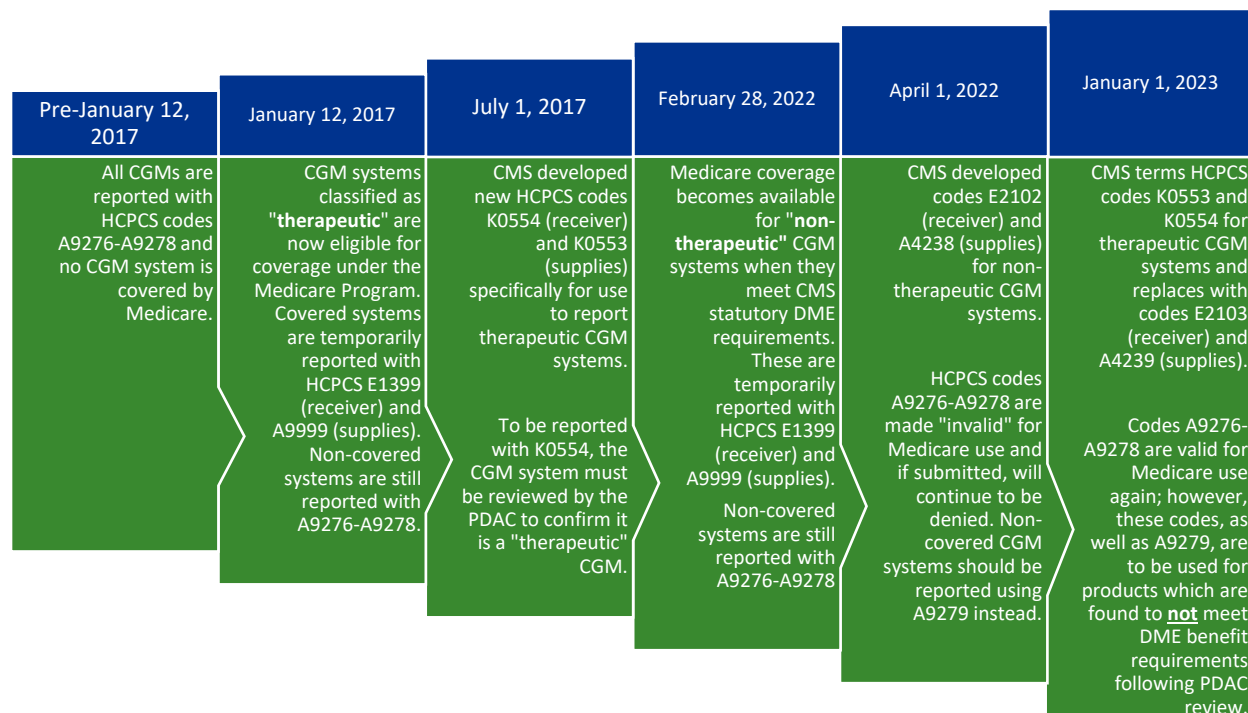 Pre-January 12,
2017
All CGMs are
reported with
HCPCS codes
A9276-A9278 and
no CGM system is
covered by
Medicare.
January 12, 2017
CGM systems
classified as
"therapeutic" are
now eligible for
coverage under the
Medicare Program.
Covered systems
are temporarily
reported with
HCPCS E1399
(receiver) and
A9999 (supplies).
Non-covered
systems are still
reported with
A9276-A9278.
July 1, 2017
CMS developed
new HCPCS codes
K0554 (receiver)
and K0553
(supplies)
specifically for use
to report
therapeutic CGM
systems.
To be reported
with K0554, the
CGM system must
be reviewed by the
PDAC to confirm it
is a "therapeutic"
CGM.
February 28, 2022
Medicare coverage
becomes available
for "non-
therapeutic" CGM
systems when they
meet CMS
statutory DME
requirements.
These are
temporarily
reported with
HCPCS E1399
(receiver) and
A9999 (supplies).
Non-covered
systems are still
reported with
A9276-A9278
April 1, 2022
CMS developed
codes E2102
(receiver) and
A4238 (supplies)
for non-
therapeutic CGM
systems.
HCPCS codes
A9276-A9278 are
made "invalid" for
Medicare use and
if submitted, will
continue to be
denied. Non-
covered CGM
systems should be
reported using
A9279 instead.
January 1, 2023
CMS terms HCPCS
codes K0553 and
K0554 for
therapeutic CGM
systems and
replaces with
codes E2103
(receiver) and
A4239 (supplies).
Codes A9276-
A9278 are valid for
Medicare use
again; however,
these codes, as
well as A9279, are
to be used for
products which are
found to not meet
DME benefit
requirements
following PDAC
review.